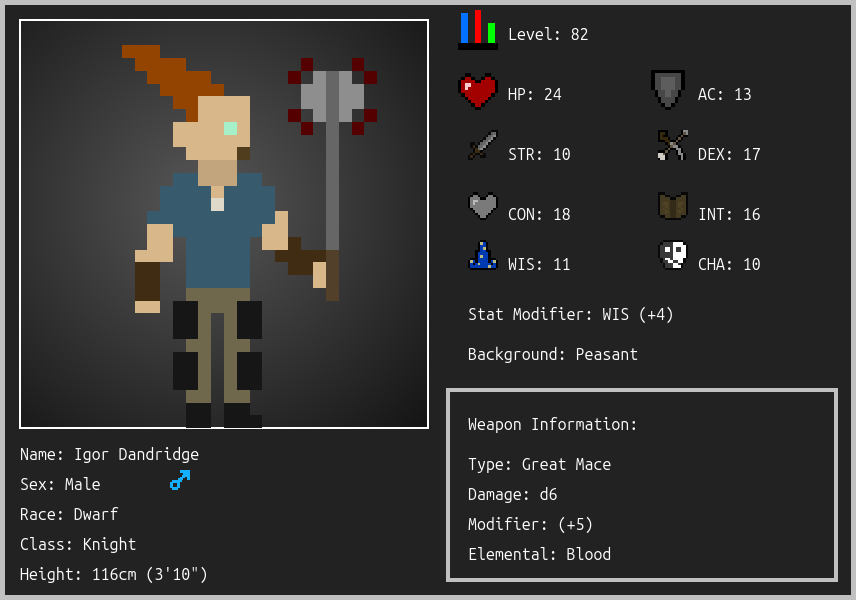 Level: 82
HP: 24
AC: 13
STR: 10
DEX: 17
CON: 18
INT: 16
WIS: 11
CHA: 10
Stat Modifier: WIS (+4)
Background: Peasant
Weapon Information:
Type: Great Mace
Damage: d6
Modifier: (+5)
Elemental: Blood
Name: Igor Dandridge
Sex: Male
Race: Dwarf
Class: Knight
Height: 116cm (3'10")